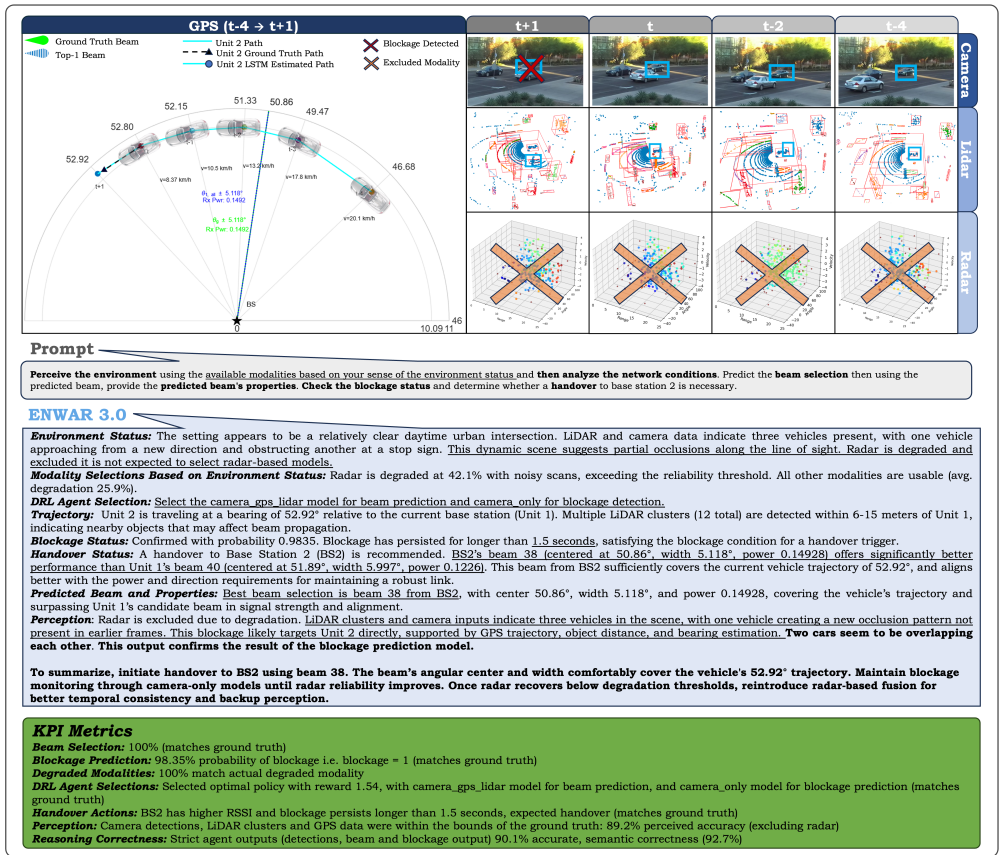 GPS (t-4 → t+1)
t+1
t
t-2
t-4
Ground Truth Beam
Top-1 Beam
Unit 2 Path
Unit 2 Ground Truth Path
Unit 2 LSTM Estimated Path
Blockage Detected
Excluded Modality
Camera
Lidar
Radar
51.33
50.86
52.15
49.47
52.80
52.92
46.68
t+1
v=10.5 km/h
v=13.2 km/h
v=8.37 km/h
v=17.8 km/h
v=20.1 km/h
± 5.118°
Rx Pwr: 0.1492
± 5.118°
Rx Pwr: 0.1492
BS
0
46
10.09 11
Prompt
Perceive the environment using the available modalities based on your sense of the environment status and then analyze the network conditions. Predict the beam selection then using the
predicted beam, provide the predicted beam's properties. Check the blockage status and determine whether a handover to base station 2 is necessary.
ENWAR 3.0
Environment Status: The setting appears to be a relatively clear daytime urban intersection. LiDAR and camera data indicate three vehicles present, with one vehicle
approaching from a new direction and obstructing another at a stop sign. This dynamic scene suggests partial occlusions along the line of sight. Radar is degraded and
excluded it is not expected to select radar-based models.
Modality Selections Based on Environment Status: Radar is degraded at 42.1% with noisy scans, exceeding the reliability threshold. All other modalities are usable (avg.
degradation 25.9%).
DRL Agent Selection: Select the camera_gps_lidar model for beam prediction and camera_only for blockage detection.
Trajectory: Unit 2 is traveling at a bearing of 52.92° relative to the current base station (Unit 1). Multiple LiDAR clusters (12 total) are detected within 6-15 meters of Unit 1,
indicating nearby objects that may affect beam propagation.
Blockage Status: Confirmed with probability 0.9835. Blockage has persisted for longer than 1.5 seconds, satisfying the blockage condition for a handover trigger.
Handover Status: A handover to Base Station 2 (BS2) is recommended. BS2's beam 38 (centered at 50.86°, width 5.118°, power 0.14928) offers significantly better
performance than Unit 1's beam 40 (centered at 51.89°, width 5.997°, power 0.1226). This beam from BS2 sufficiently covers the current vehicle trajectory of 52.92°, and aligns
better with the power and direction requirements for maintaining a robust link.
Predicted Beam and Properties: Best beam selection is beam 38 from BS2, with center 50.86°, width 5.118°, and power 0.14928, covering the vehicle's trajectory and
surpassing Unit 1's candidate beam in signal strength and alignment.
Perception: Radar is excluded due to degradation. LiDAR clusters and camera inputs indicate three vehicles in the scene, with one vehicle creating a new occlusion pattern not
present in earlier frames. This blockage likely targets Unit 2 directly, supported by GPS trajectory, object distance, and bearing estimation. Two cars seem to be overlapping
each other. This output confirms the result of the blockage prediction model.
To summarize, initiate handover to BS2 using beam 38. The beam's angular center and width comfortably cover the vehicle's 52.92° trajectory. Maintain blockage
monitoring through camera-only models until radar reliability improves. Once radar recovers below degradation thresholds, reintroduce radar-based fusion for
better temporal consistency and backup perception.
KPI Metrics
Beam Selection: 100% (matches ground truth)
Blockage Prediction: 98.35% probability of blockage i.e. blockage = 1 (matches ground truth)
Degraded Modalities: 100% match actual degraded modality
DRL Agent Selections: Selected optimal policy with reward 1.54, with camera_gps_lidar model for beam prediction, and camera_only model for blockage prediction (matches
ground truth)
Handover Actions: BS2 has higher RSSI and blockage persists longer than 1.5 seconds, expected handover (matches ground truth)
Perception: Camera detections, LiDAR clusters and GPS data were within the bounds of the ground truth: 89.2% perceived accuracy (excluding radar)
Reasoning Correctness: Strict agent outputs (detections, beam and blockage output) 90.1% accurate, semantic correctness (92.7%)